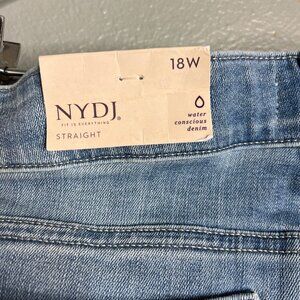 18W
NYDJ®
FIT IS EVERYTHING
STRAIGHT
water
conscious
denim